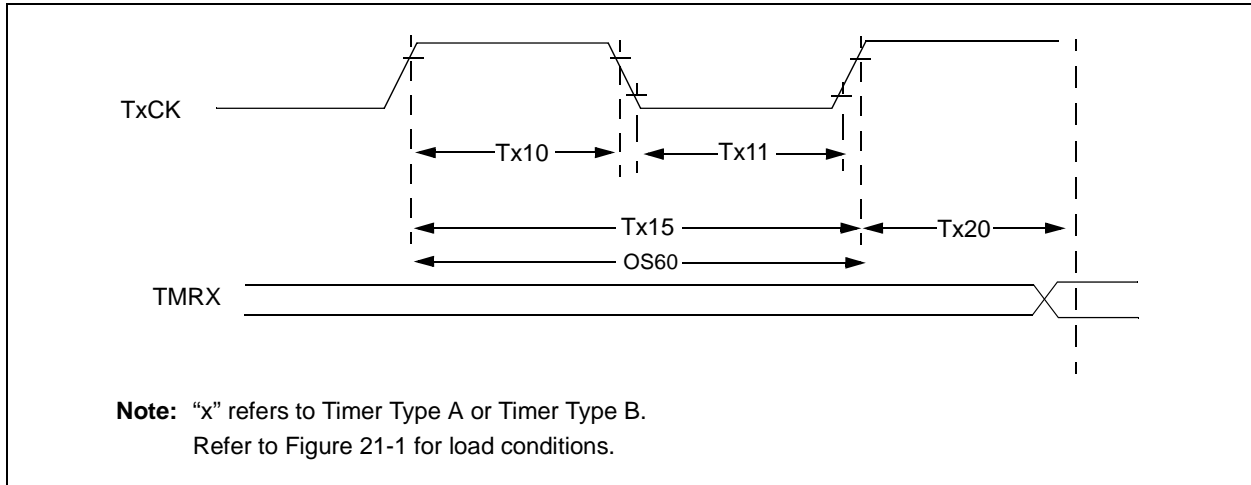 TxCK
Tx10
Tx11
Tx15
Tx20
OS60
TMRX
Note: “x” refers to Timer Type A or Timer Type B.
Refer to Figure 21-1 for load conditions.